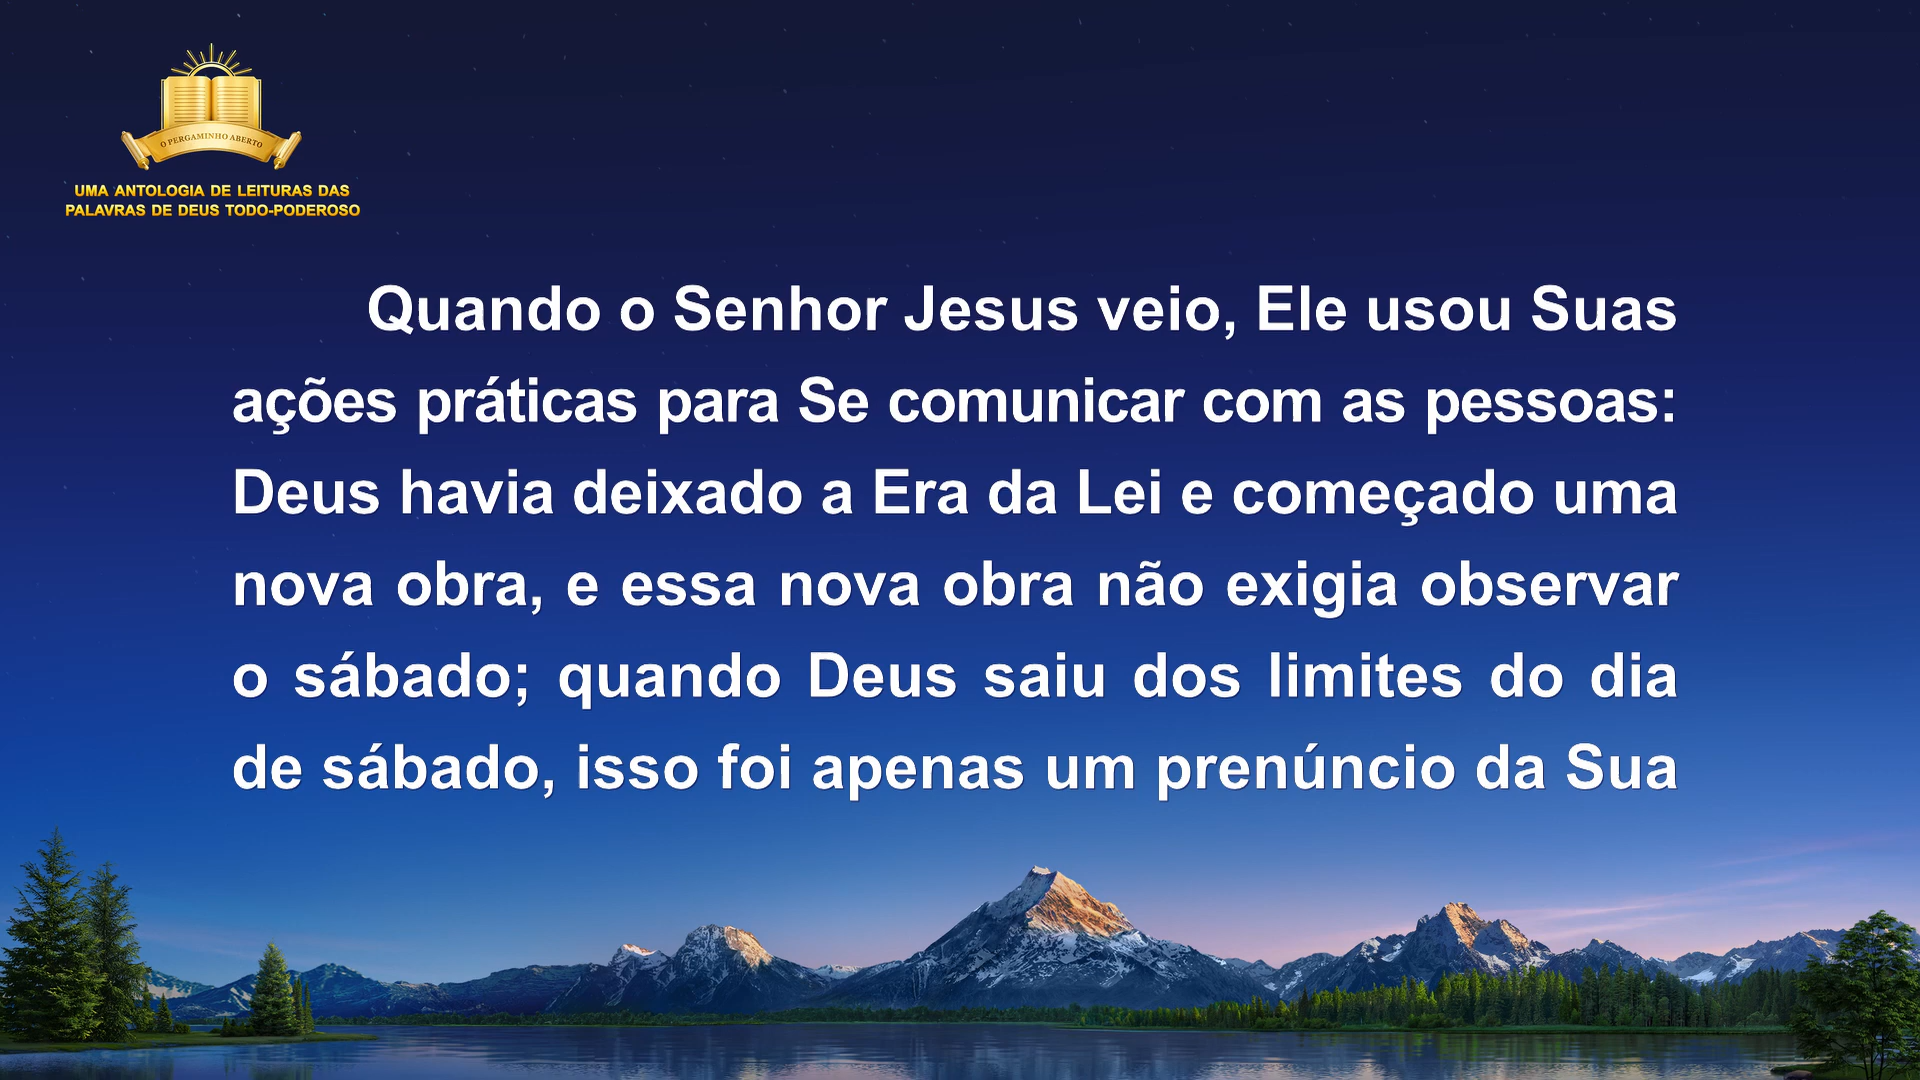 O PERGAMINHO ABERTO
UMA ANTOLOGIA DE LEITURAS DAS
PALAVRAS DE DEUS TODO-PODEROSO
Quando o Senhor Jesus veio, Ele usou Suas
ações práticas para Se comunicar com as pessoas:
Deus havia deixado a Era da Lei e começado uma
nova obra, e essa nova obra não exigia observar
o sábado; quando Deus saiu dos limites do dia
de sábado, isso foi apenas um prenúncio da Sua